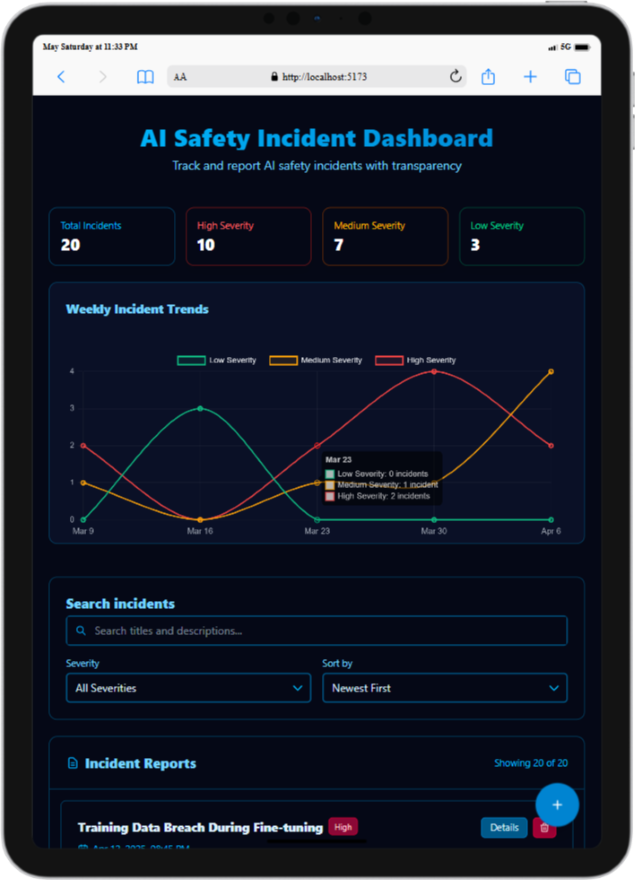 May Saturday at 11:33 PM
5G
AA
http://localhost:5173
AI Safety Incident Dashboard
Track and report AI safety incidents with transparency
Total Incidents
20
High Severity
10
Medium Severity
7
Low Severity
3
Weekly Incident Trends
Low Severity Medium Severity High Severity
4
3
2
1
0
Mar 23
Low Severity: 0 incidents
Medium Severity: 1 incident
High Severity: 2 incidents
Mar 9 Mar 16 Mar 23 Mar 30 Apr 6
Search incidents
Search titles and descriptions...
Severity
All Severities
Sort by
Newest First
Incident Reports
Showing 20 of 20
+
Training Data Breach During Fine-tuning High
Details